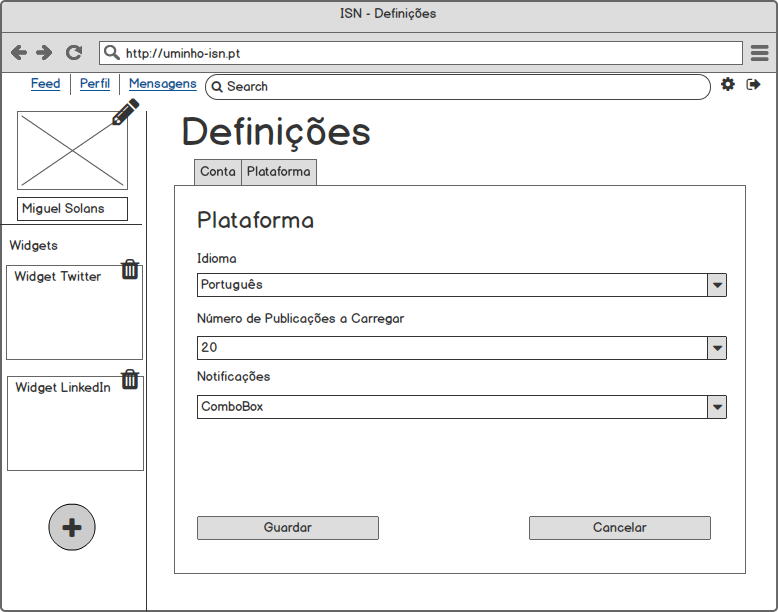 ISN - Definições
http://uminho-isn.pt
Feed Perfil Mensagens Search
Definições
Conta Plataforma
Miguel Solans
Widgets
Widget Twitter
Widget LinkedIn
Plataforma
Idioma
Português
Número de Publicações a Carregar
20
Notificações
ComboBox
Guardar Cancelar